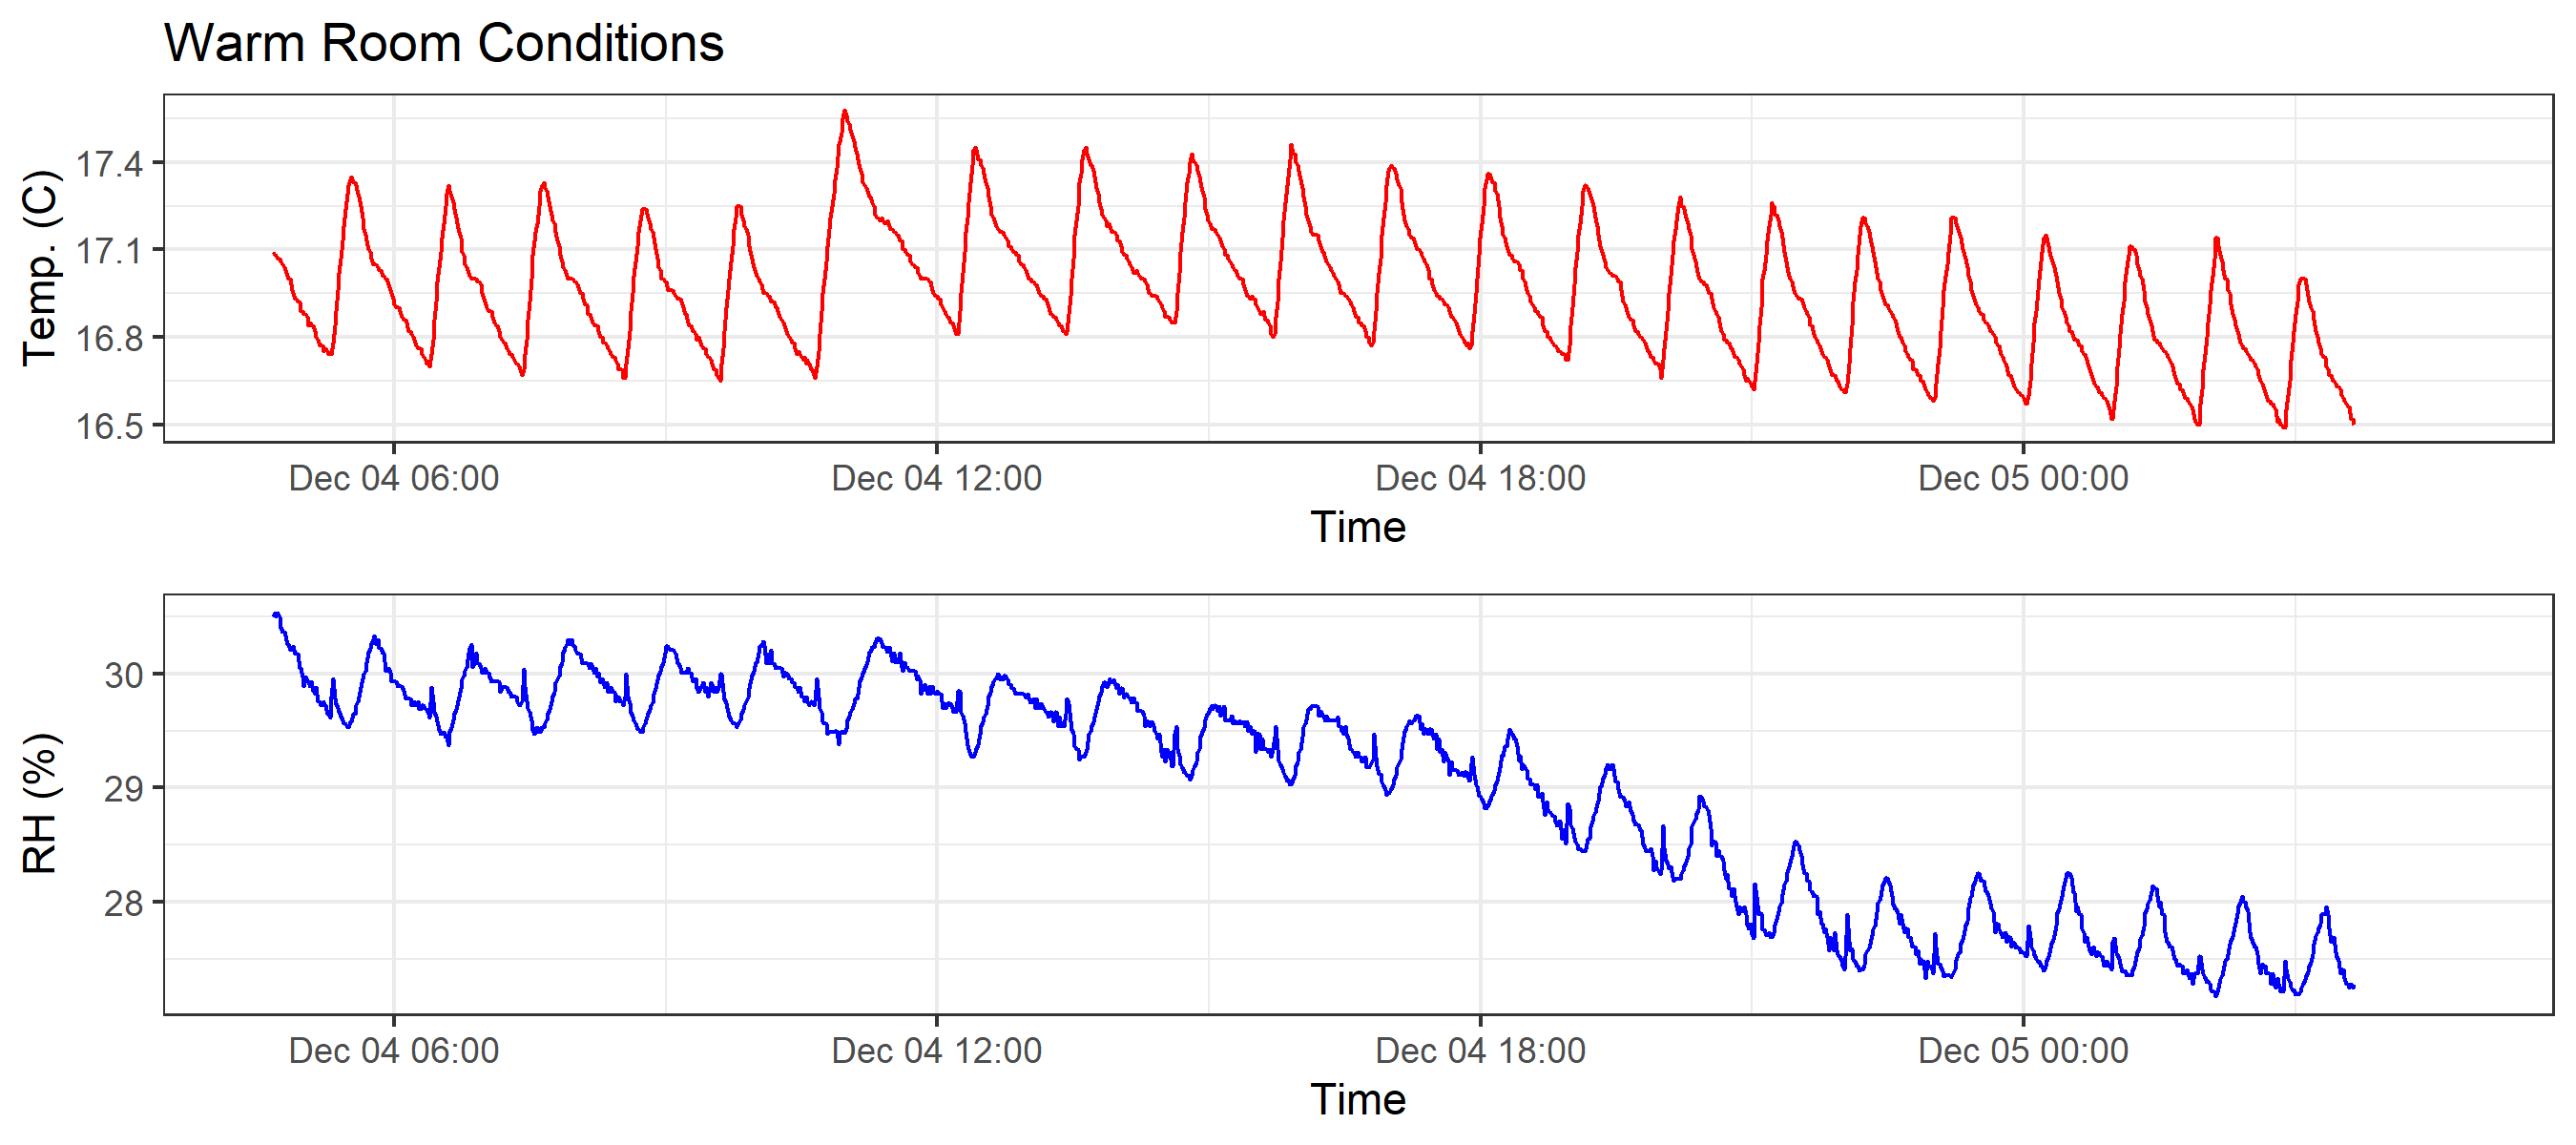 Warm Room Conditions
Temp. (C)
17.4
17.1
16.8
16.5
Dec 04 06:00 Dec 04 12:00 Dec 04 18:00 Dec 05 00:00
Time
RH (%)
30
29
28
Dec 04 06:00 Dec 04 12:00 Dec 04 18:00 Dec 05 00:00
Time